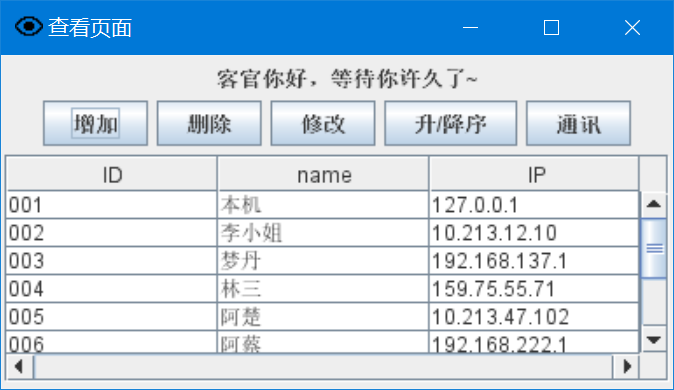 查看页面
客官你好，等待你许久了~
增加 删除 修改 升/降序 通讯
ID name IP
001 本机 127.0.0.1
002 李小姐 10.213.12.10
003 梦丹 192.168.137.1
004 林三 159.75.55.71
005 阿楚 10.213.47.102
006 阿蔡 192.168.222.1